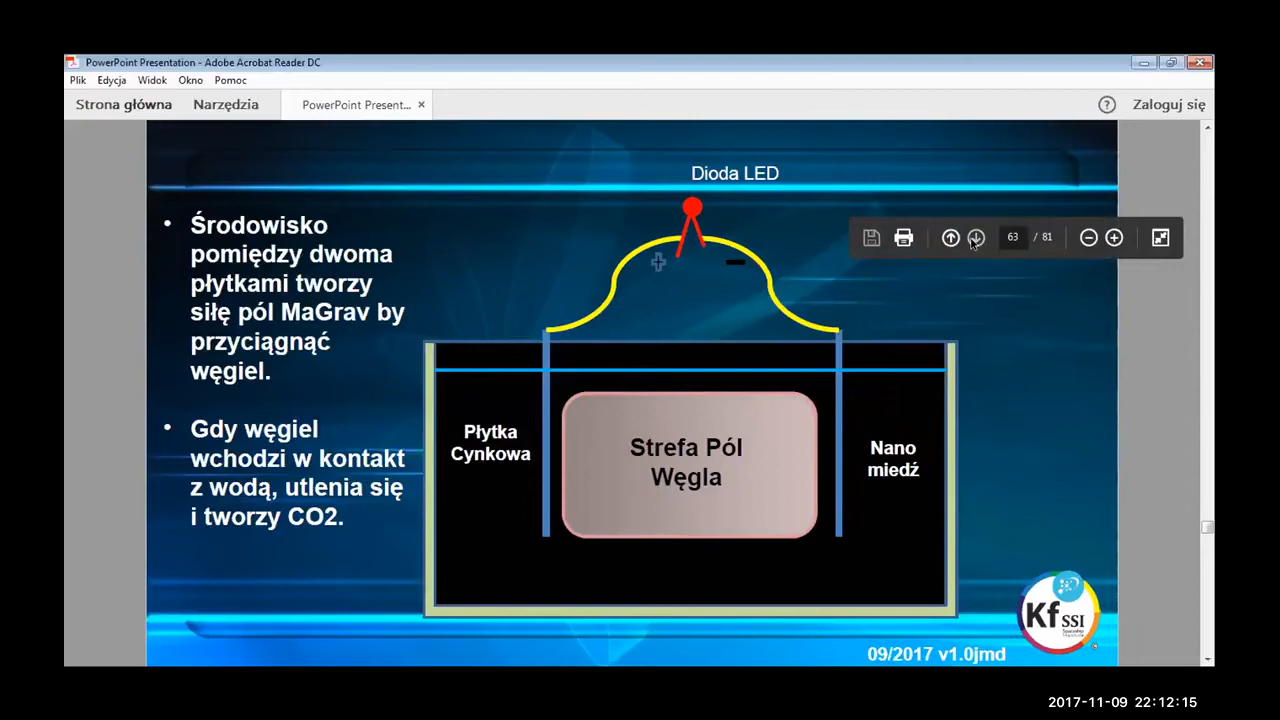 PowerPoint Presentation - Adobe Acrobat Reader DC
Plik Edycja Widok Okno Pomoc
Strona główna Narzędzia PowerPoint Present... × ? Zaloguj się
Dioda LED
63 / 81
• Środowisko
pomiędzy dwoma
płytkami tworzy
siłę pól MaGrav by
przyciągnąć
węgiel.
• Gdy węgiel
wchodzi w kontakt
z wodą, utlenia się
i tworzy CO2.
+ −
Płytka
Cynkowa
Strefa Pól
Węgla
Nano
miedź
Kf SSI
09/2017 v1.0jmd
2017-11-09 22:12:15